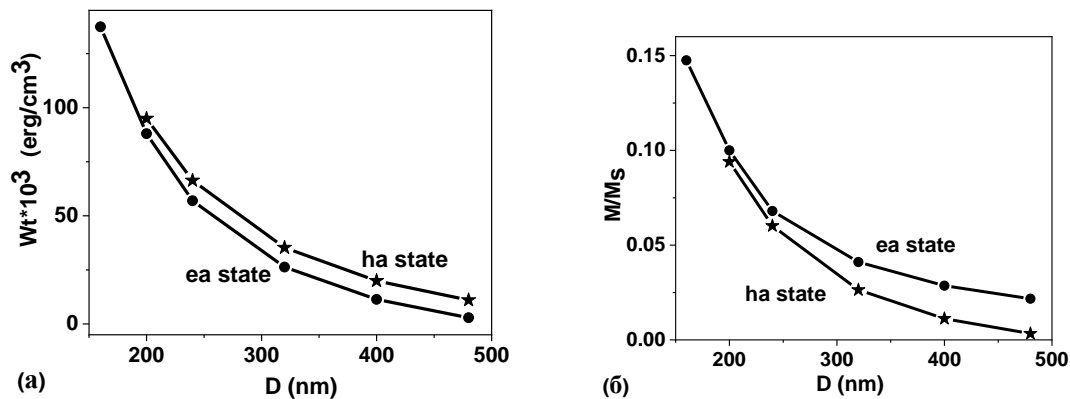 Wt*10³ (erg/cm³)
100
50
0
ha state
ea state
200 300 400 500
D (nm)
(а)
M/Ms
0.15
0.10
0.05
0.00
ea state
ha state
200 300 400 500
D (nm)
(б)